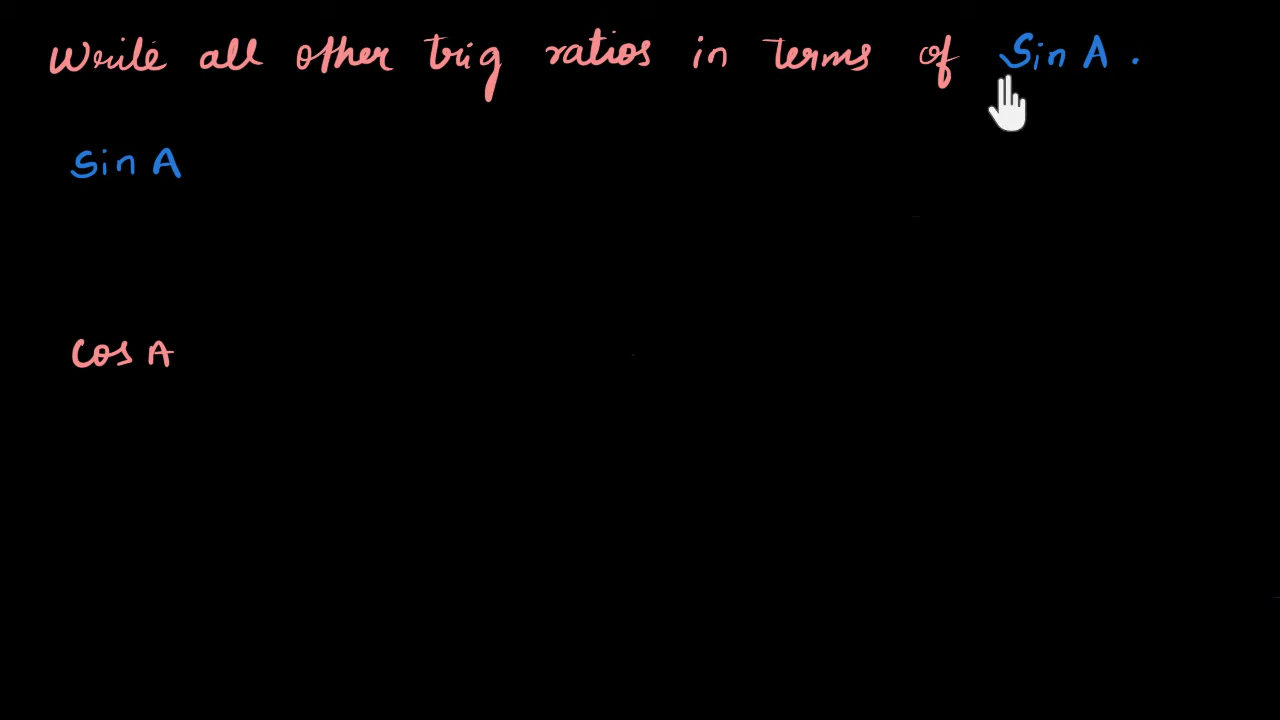 Write all other trig ratios in terms of Sin A.
Sin A
Cos A